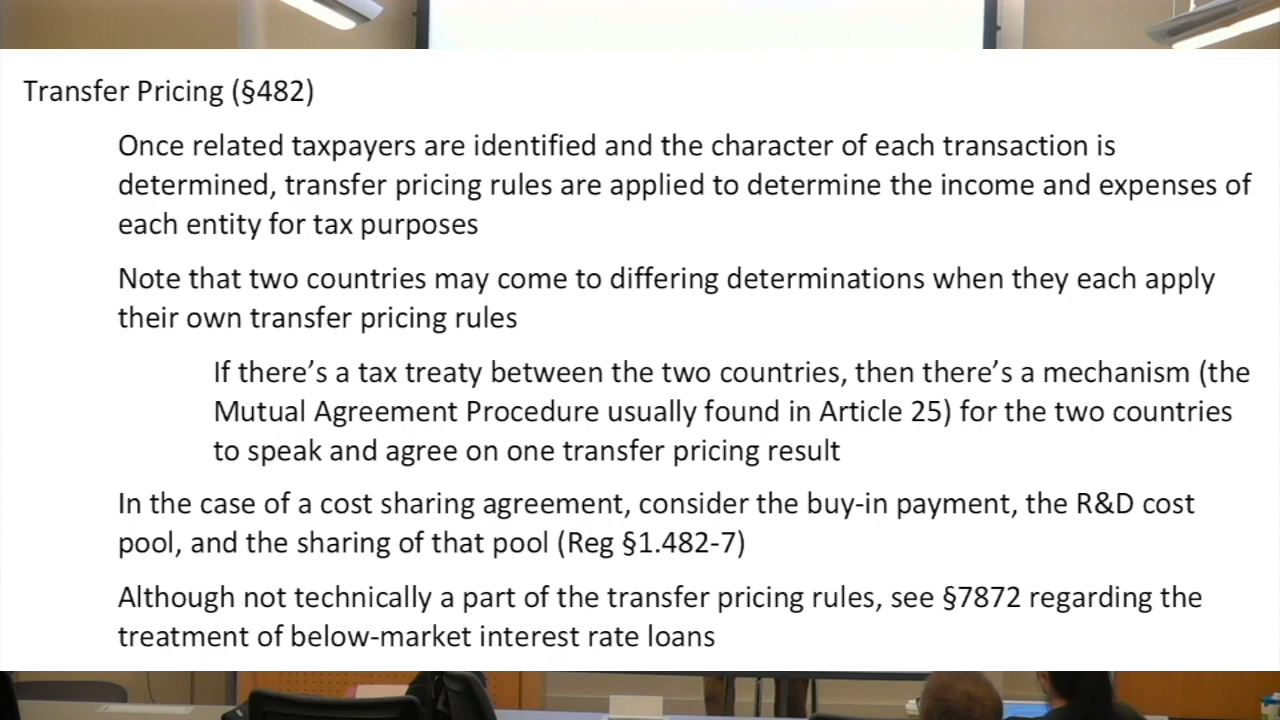 Transfer Pricing (§482)
Once related taxpayers are identified and the character of each transaction is
determined, transfer pricing rules are applied to determine the income and expenses of
each entity for tax purposes
Note that two countries may come to differing determinations when they each apply
their own transfer pricing rules
If there’s a tax treaty between the two countries, then there’s a mechanism (the
Mutual Agreement Procedure usually found in Article 25) for the two countries
to speak and agree on one transfer pricing result
In the case of a cost sharing agreement, consider the buy-in payment, the R&D cost
pool, and the sharing of that pool (Reg §1.482-7)
Although not technically a part of the transfer pricing rules, see §7872 regarding the
treatment of below-market interest rate loans